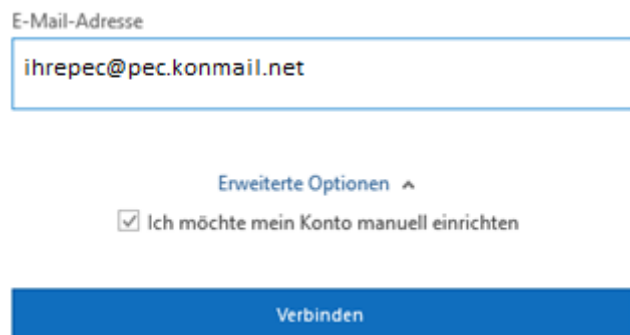 E-Mail-Adresse
ihrepec@pec.konmail.net
Erweiterte Optionen
Ich möchte mein Konto manuell einrichten
Verbinden